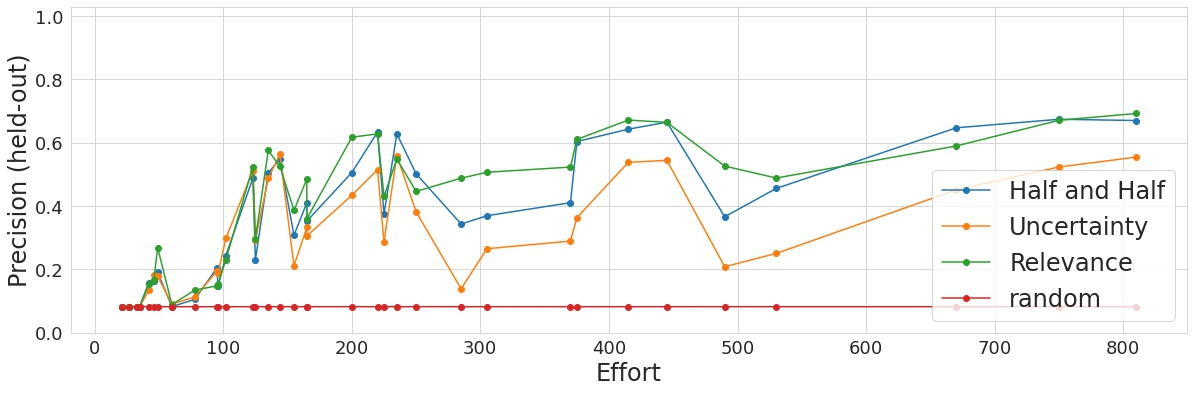 Precision (held-out)
1.0
0.8
0.6
0.4
0.2
0.0
0 100 200 300 400 500 600 700 800
Effort
Half and Half
Uncertainty
Relevance
random